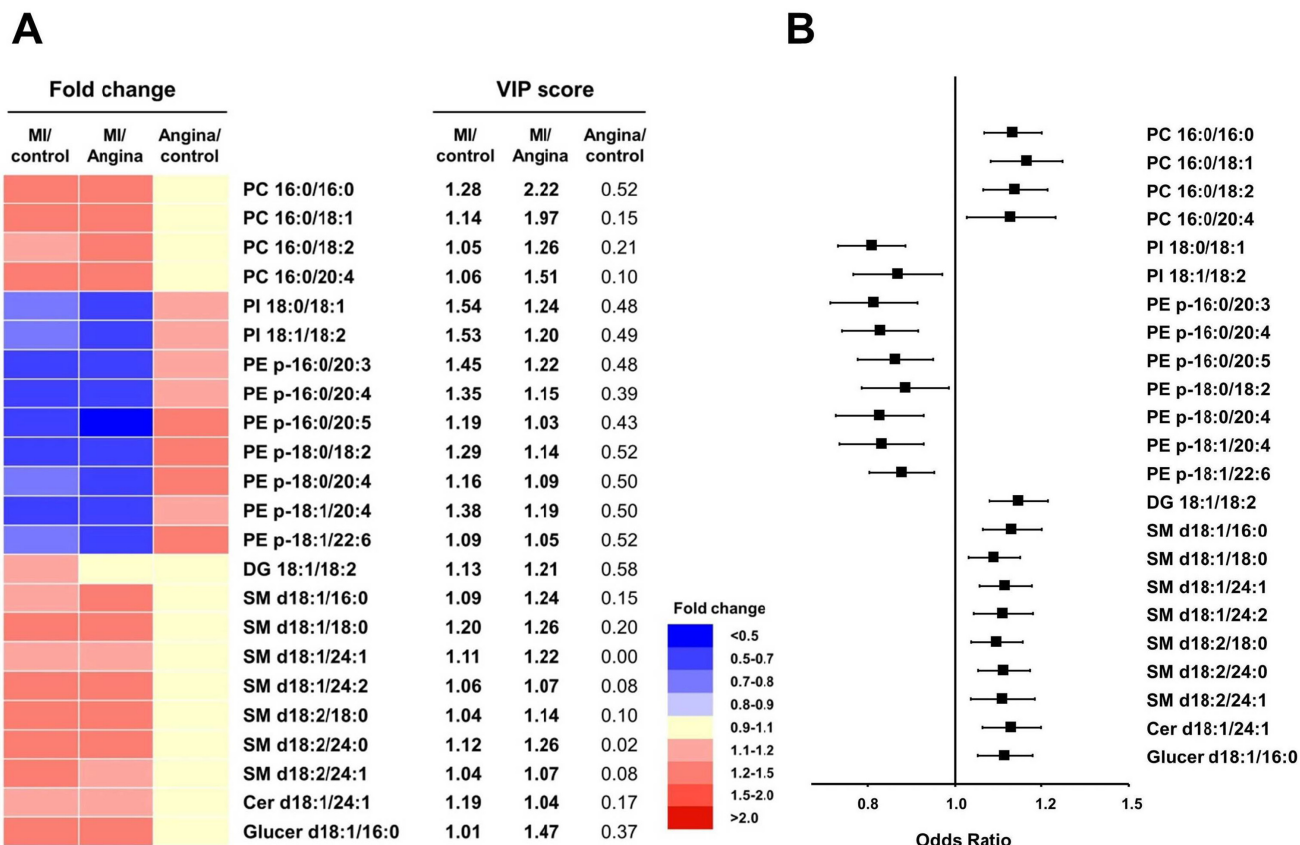 A
B
Fold change
VIP score
MI/ control
MI/ Angina
Angina/ control
MI/ control
MI/ Angina
Angina/ control
PC 16:0/16:0 1.28 2.22 0.52
PC 16:0/18:1 1.14 1.97 0.15
PC 16:0/18:2 1.05 1.26 0.21
PC 16:0/20:4 1.06 1.51 0.10
PI 18:0/18:1 1.54 1.24 0.48
PI 18:1/18:2 1.53 1.20 0.49
PE p-16:0/20:3 1.45 1.22 0.48
PE p-16:0/20:4 1.35 1.15 0.39
PE p-16:0/20:5 1.19 1.03 0.43
PE p-18:0/18:2 1.29 1.14 0.52
PE p-18:0/20:4 1.16 1.09 0.50
PE p-18:1/20:4 1.38 1.19 0.50
PE p-18:1/22:6 1.09 1.05 0.52
DG 18:1/18:2 1.13 1.21 0.58
SM d18:1/16:0 1.09 1.24 0.15
SM d18:1/18:0 1.20 1.26 0.20
SM d18:1/24:1 1.11 1.22 0.00
SM d18:1/24:2 1.06 1.07 0.08
SM d18:2/18:0 1.04 1.14 0.10
SM d18:2/24:0 1.12 1.26 0.02
SM d18:2/24:1 1.04 1.07 0.08
Cer d18:1/24:1 1.19 1.04 0.17
Glucer d18:1/16:0 1.01 1.47 0.37
Fold change
<0.5
0.5-0.7
0.7-0.8
0.8-0.9
0.9-1.1
1.1-1.2
1.2-1.5
1.5-2.0
>2.0
PC 16:0/16:0
PC 16:0/18:1
PC 16:0/18:2
PC 16:0/20:4
PI 18:0/18:1
PI 18:1/18:2
PE p-16:0/20:3
PE p-16:0/20:4
PE p-16:0/20:5
PE p-18:0/18:2
PE p-18:0/20:4
PE p-18:1/20:4
PE p-18:1/22:6
DG 18:1/18:2
SM d18:1/16:0
SM d18:1/18:0
SM d18:1/24:1
SM d18:1/24:2
SM d18:2/18:0
SM d18:2/24:0
SM d18:2/24:1
Cer d18:1/24:1
Glucer d18:1/16:0
0.8 1.0 1.2 1.5
Odds Ratio